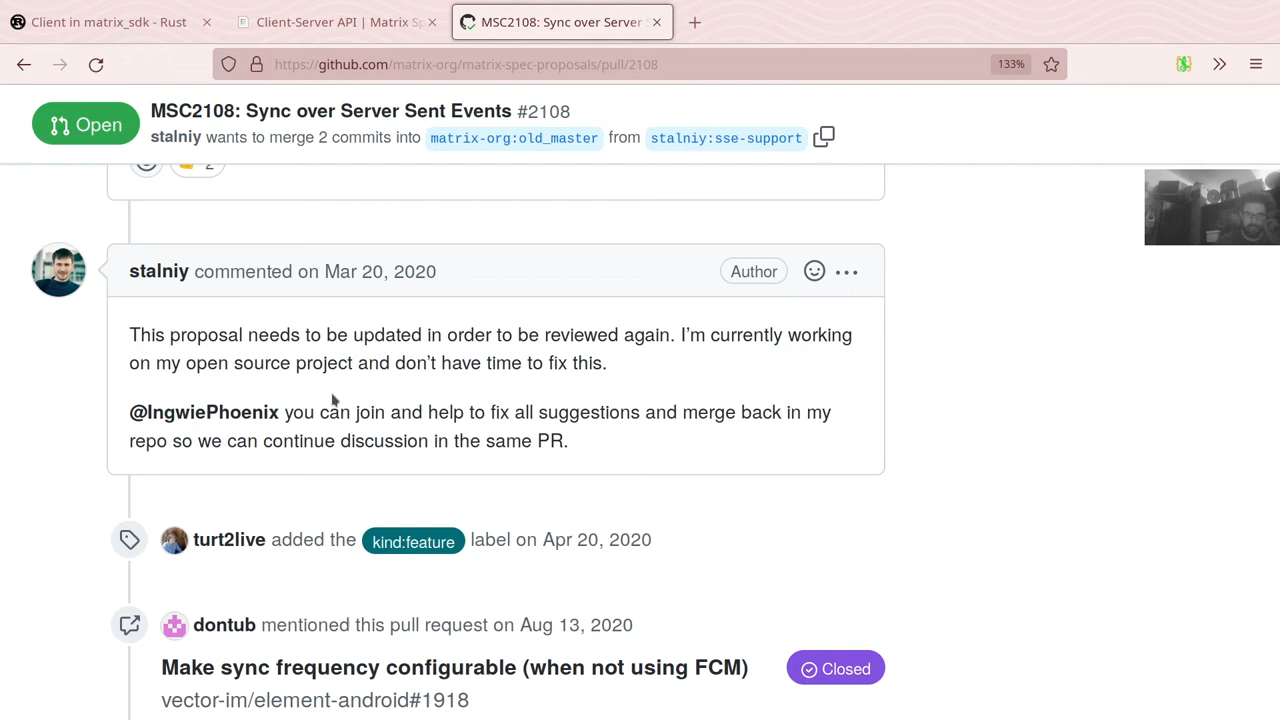 Client in matrix_sdk - Rust
Client-Server API | Matrix Sp
MSC2108: Sync over Server S
https://github.com/matrix-org/matrix-spec-proposals/pull/2108
133%
Open
MSC2108: Sync over Server Sent Events #2108
stalniy wants to merge 2 commits into matrix-org:old_master from stalniy:sse-support
2
stalniy commented on Mar 20, 2020
Author
This proposal needs to be updated in order to be reviewed again. I’m currently working
on my open source project and don’t have time to fix this.
@IngwiePhoenix you can join and help to fix all suggestions and merge back in my
repo so we can continue discussion in the same PR.
turt2live added the kind:feature label on Apr 20, 2020
dontub mentioned this pull request on Aug 13, 2020
Make sync frequency configurable (when not using FCM)
Closed
vector-im/element-android#1918